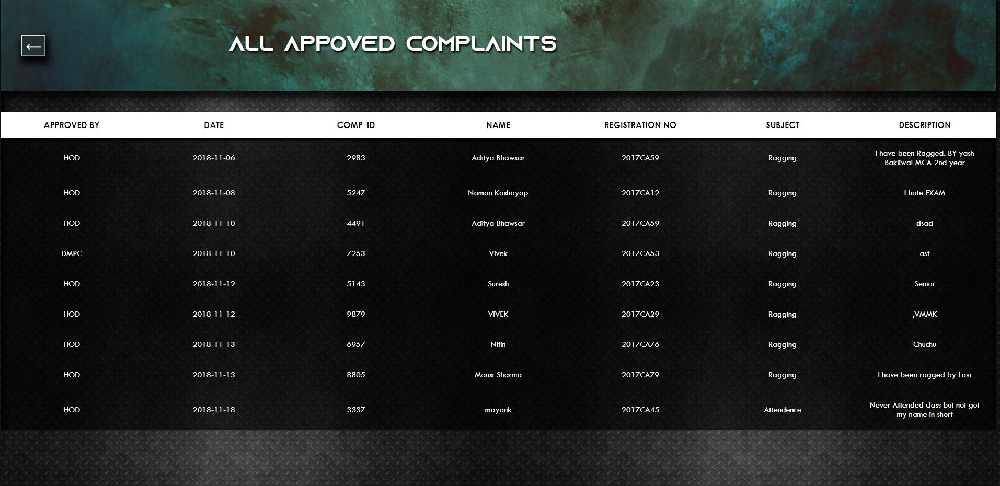 ←
ALL APPOVED COMPLAINTS
APPROVED BY DATE COMP_ID NAME REGISTRATION NO SUBJECT DESCRIPTION
HOD 2018-11-06 2983 Aditya Bhawsar 2017CA59 Ragging I have been Ragged. BY yash
Bakliwal MCA 2nd year
HOD 2018-11-08 5247 Naman Kashayap 2017CA12 Ragging I hate EXAM
HOD 2018-11-10 4491 Aditya Bhawsar 2017CA59 Ragging dsad
DMPC 2018-11-10 7253 Vivek 2017CA53 Ragging asf
HOD 2018-11-12 5143 Suresh 2017CA23 Ragging Senior
HOD 2018-11-12 9879 VIVEK 2017CA29 Ragging ,VMMK
HOD 2018-11-13 6957 Nitin 2017CA76 Ragging Chuchu
HOD 2018-11-13 8805 Mansi Sharma 2017CA79 Ragging I have been ragged by Lavi
HOD 2018-11-18 3337 mayank 2017CA45 Attendence Never Attended class but not got
my name in short